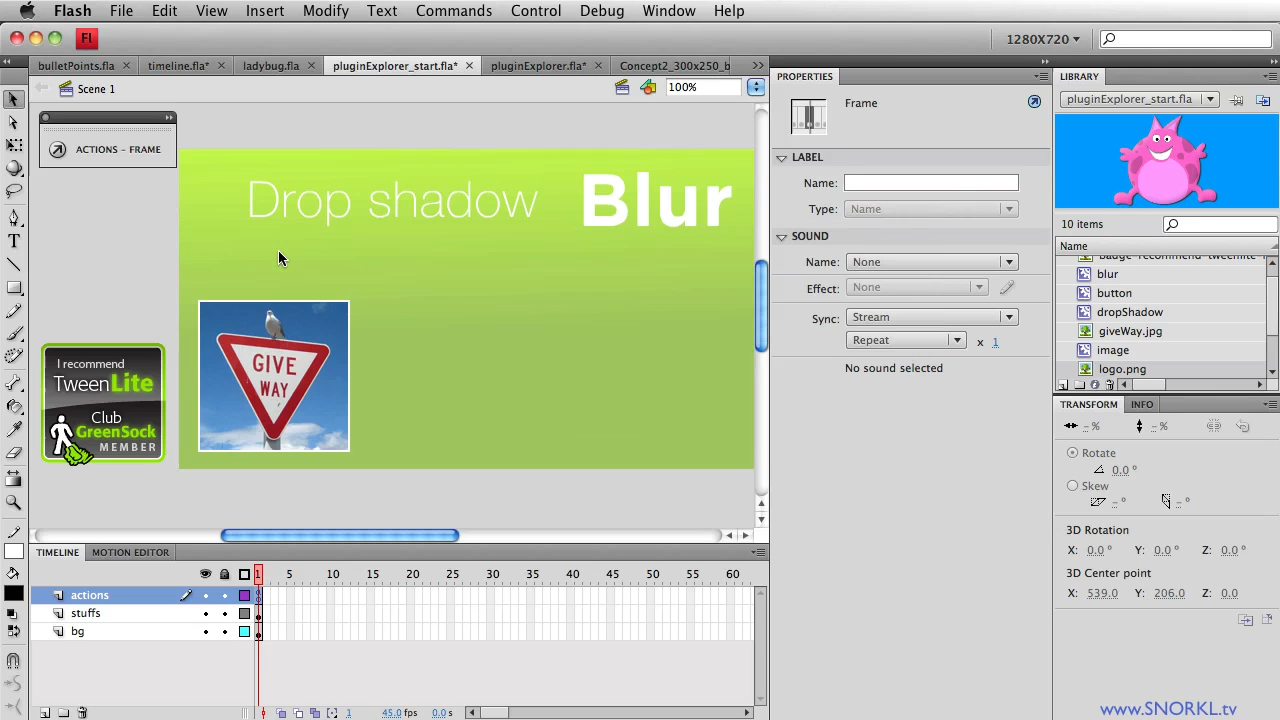 Flash File Edit View Insert Modify Text Commands Control Debug Window Help
Fl 1280X720
bulletPoints.fla timeline.fla* ladybug.fla pluginExplorer_start.fla* pluginExplorer.fla* Concept2_300x250_b
Scene 1 100%
ACTIONS - FRAME
Drop shadow Blur
GIVE
WAY
I recommend
TweenLite
Club
GreenSock
MEMBER
TIMELINE MOTION EDITOR
1 5 10 15 20 25 30 35 40 45 50 55 60
actions
stuffs
bg
1 45.0 fps 0.0 s
PROPERTIES
Frame
LABEL
Name:
Type: Name
SOUND
Name: None
Effect: None
Sync: Stream
Repeat x 1
No sound selected
LIBRARY
pluginExplorer_start.fla
10 items
Name
badge-recommend-tweenlite
blur
button
dropShadow
giveWay.jpg
image
logo.png
TRANSFORM INFO
- % - %
Rotate
0.0 °
Skew
- ° - °
3D Rotation
X: 0.0 ° Y: 0.0 ° Z: 0.0 °
3D Center point
X: 539.0 Y: 206.0 Z: 0.0
www.SNORKL.tv